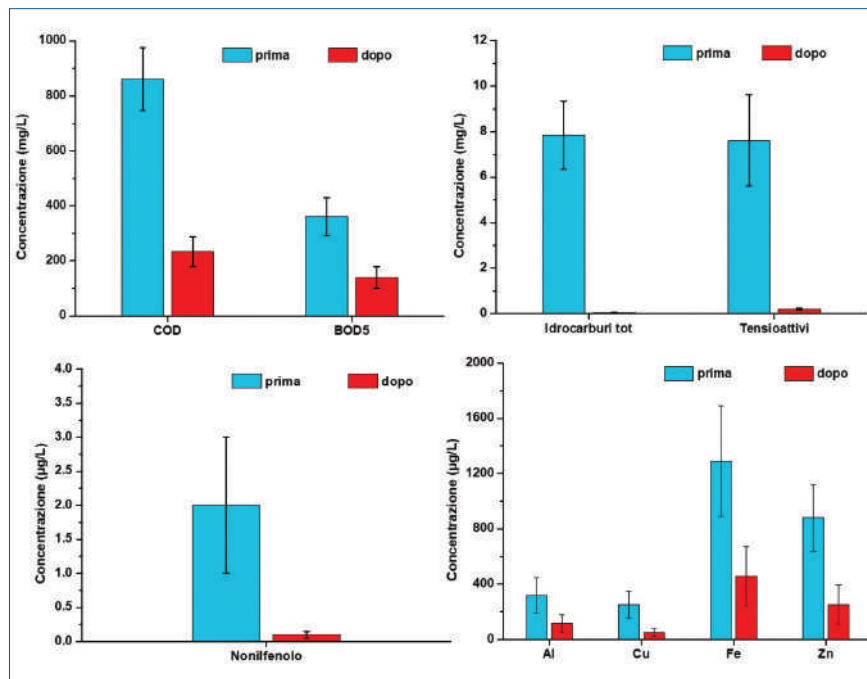 prima dopo
Concentrazione (mg/L)
1000
800
600
400
200
0
COD BOD5
prima dopo
Concentrazione (mg/L)
12
10
8
6
4
2
0
Idrocarburi tot Tensioattivi
prima dopo
Concentrazione (µg/L)
4.0
3.5
3.0
2.5
2.0
1.5
1.0
0.5
0.0
Nonilfenolo
prima dopo
Concentrazione (µg/L)
2000
1600
1200
800
400
0
Al Cu Fe Zn